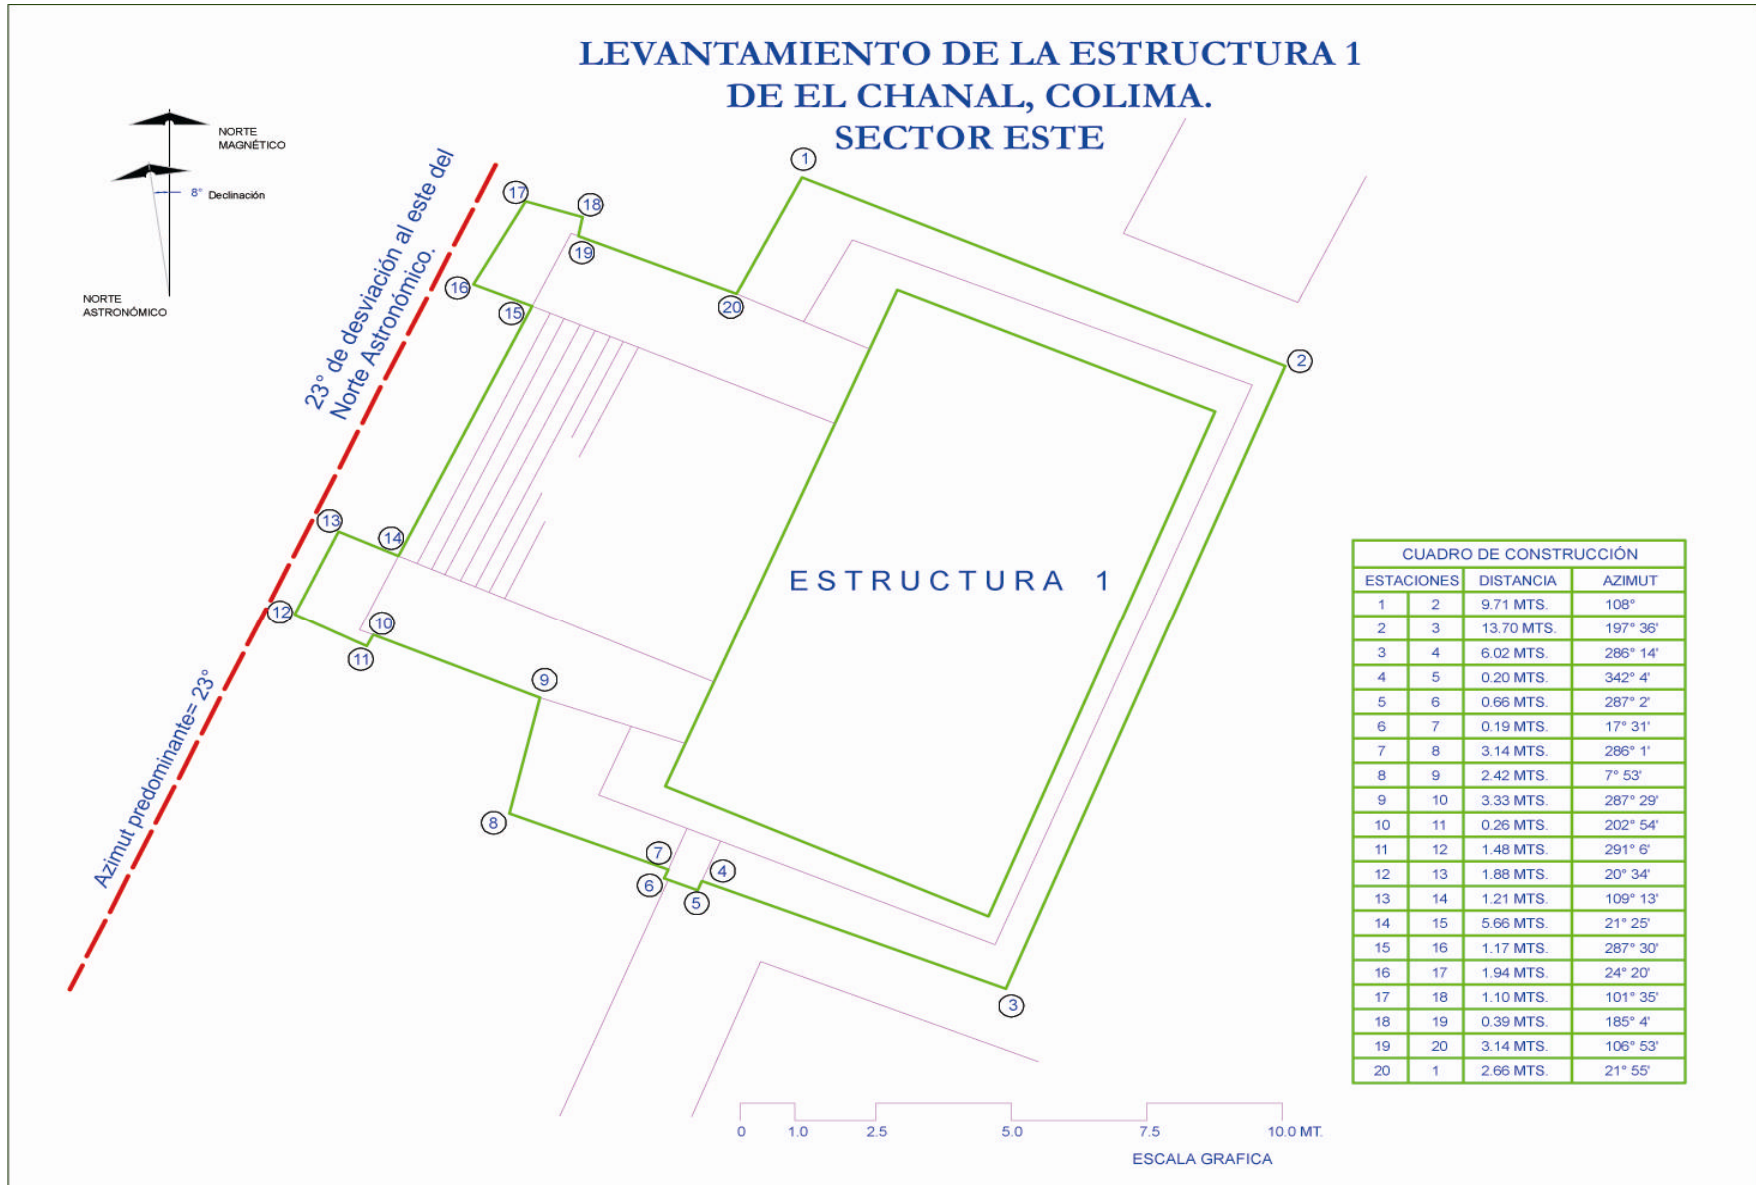 LEVANTAMIENTO DE LA ESTRUCTURA 1
DE EL CHANAL, COLIMA.
SECTOR ESTE
NORTE
MAGNÉTICO
8° Declinación
NORTE
ASTRONÓMICO
23° de desviación al este del
Norte Astronómico.
Azimut predominante= 23°
1
2
3
4
5
6
7
8
9
10
11
12
13
14
15
16
17
18
19
20
ESTRUCTURA 1
CUADRO DE CONSTRUCCIÓN
ESTACIONES DISTANCIA AZIMUT
1 2 9.71 MTS. 108°
2 3 13.70 MTS. 197° 36'
3 4 6.02 MTS. 286° 14'
4 5 0.20 MTS. 342° 4'
5 6 0.66 MTS. 287° 2'
6 7 0.19 MTS. 17° 31'
7 8 3.14 MTS. 286° 1'
8 9 2.42 MTS. 7° 53'
9 10 3.33 MTS. 287° 29'
10 11 0.26 MTS. 202° 54'
11 12 1.48 MTS. 291° 6'
12 13 1.88 MTS. 20° 34'
13 14 1.21 MTS. 109° 13'
14 15 5.66 MTS. 21° 25'
15 16 1.17 MTS. 287° 30'
16 17 1.94 MTS. 24° 20'
17 18 1.10 MTS. 101° 35'
18 19 0.39 MTS. 185° 4'
19 20 3.14 MTS. 106° 53'
20 1 2.66 MTS. 21° 55'
0 1.0 2.5 5.0 7.5 10.0 MT.
ESCALA GRAFICA